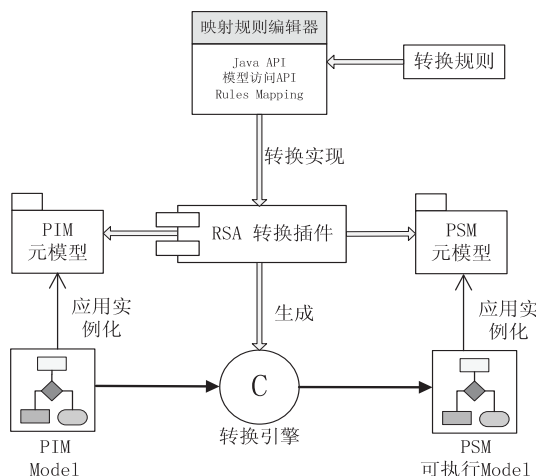 映射规则编辑器
Java API
模型访问API
Rules Mapping
转换规则
转换实现
PIM
元模型
RSA 转换插件
PSM
元模型
应用实
例化
生成
应用实
例化
C
转换引擎
PIM
Model
PSM
可执行Model